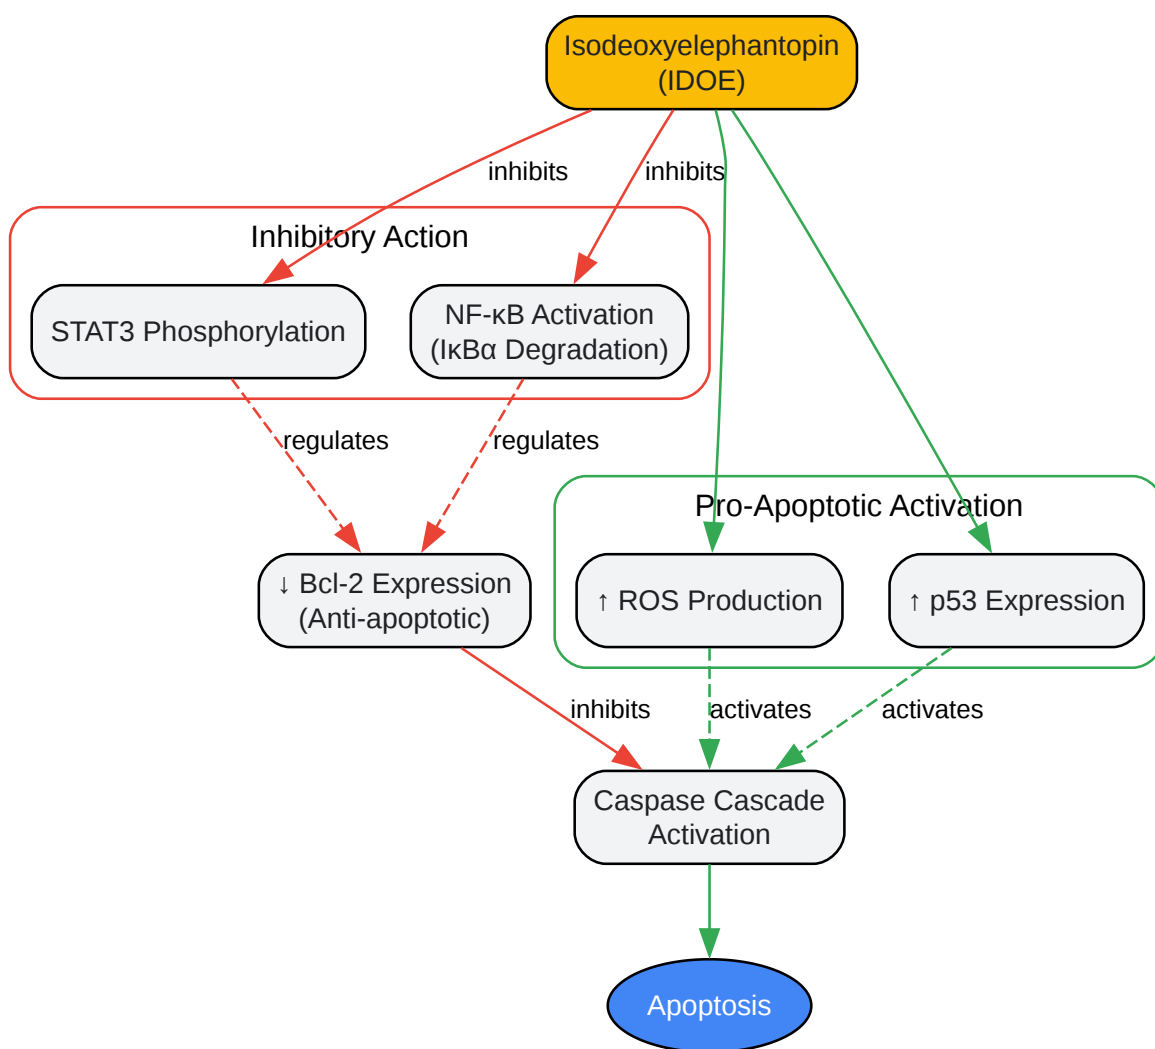 Isodeoxyelephantopin
(IDOE)
inhibits
inhibits
Inhibitory Action
STAT3 Phosphorylation
NF-κB Activation
(IκBα Degradation)
regulates
regulates
Pro-Apoptotic Activation
↓ Bcl-2 Expression
(Anti-apoptotic)
↑ ROS Production
↑ p53 Expression
inhibits
activates
activates
Caspase Cascade
Activation
Apoptosis